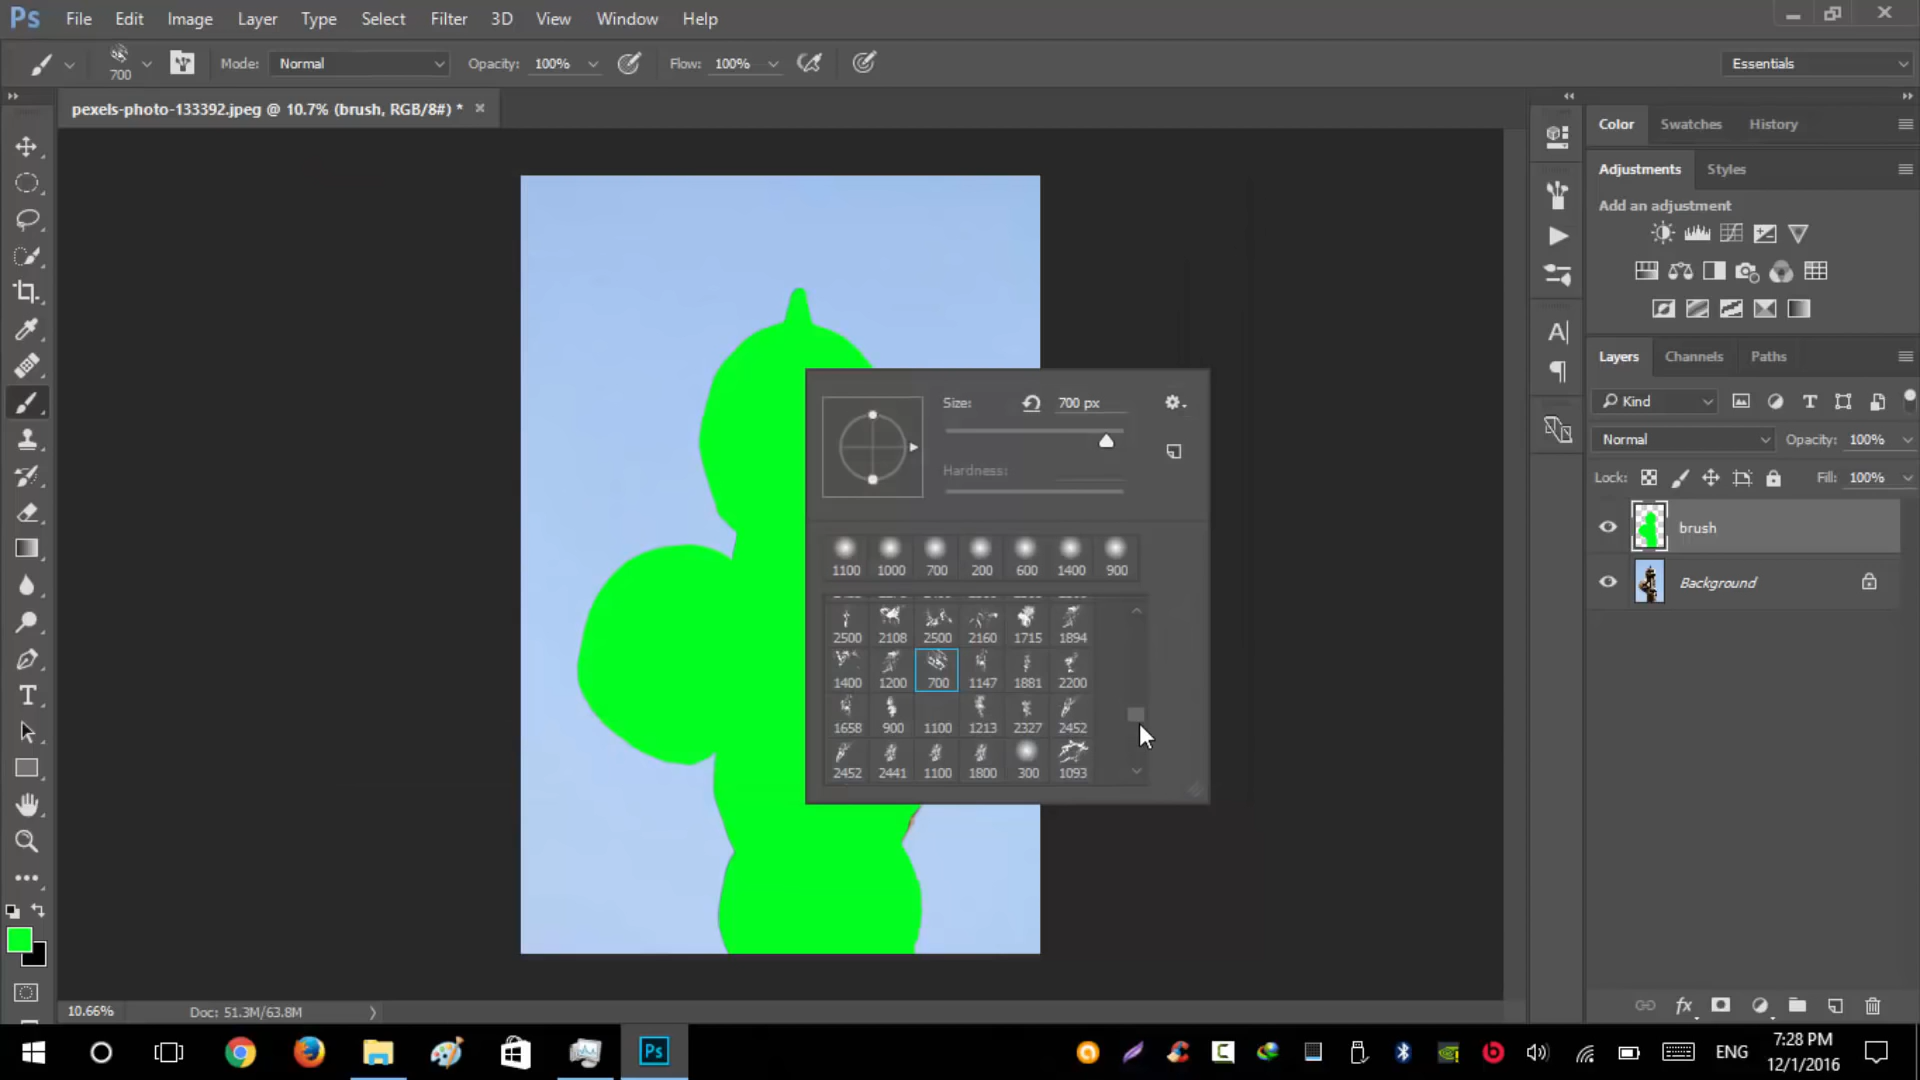 Ps File Edit Image Layer Type Select Filter 3D View Window Help
700 Mode: Normal Opacity: 100% Flow: 100% Essentials
pexels-photo-133392.jpeg @ 10.7% (brush, RGB/8#) *
Color Swatches History
Adjustments Styles
Add an adjustment
Layers Channels Paths
Kind
Normal Opacity: 100%
Lock: Fill: 100%
brush
Background
Size: 700 px
Hardness:
1100 1000 700 200 600 1400 900
2500 2108 2500 2160 1715 1894
1400 1200 700 1147 1881 2200
1658 900 1100 1213 2327 2452
2452 2441 1100 1800 300 1093
10.66% Doc: 51.3M/63.8M
Ps ENG 7:28 PM
12/1/2016